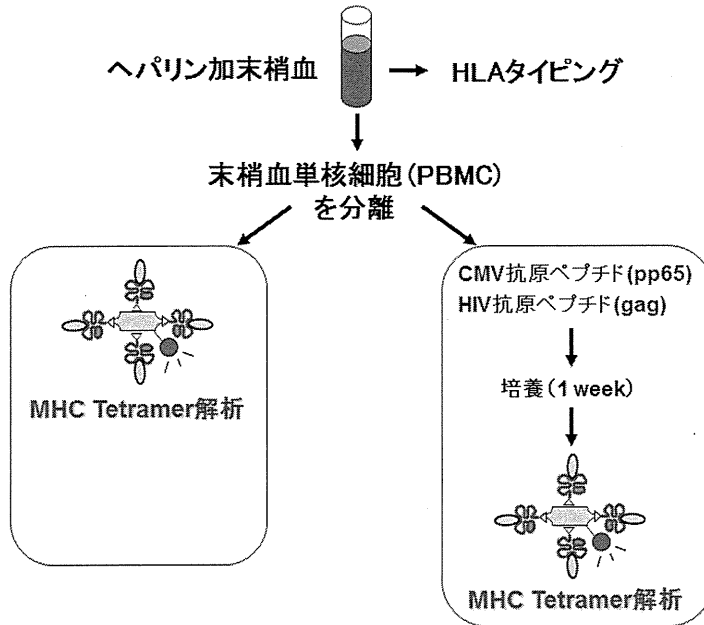 ヘパリン加末梢血
HLAタイピング
末梢血単核細胞(PBMC)
を分離
MHC Tetramer解析
CMV抗原ペプチド(pp65)
HIV抗原ペプチド(gag)
培養(1 week)
MHC Tetramer解析